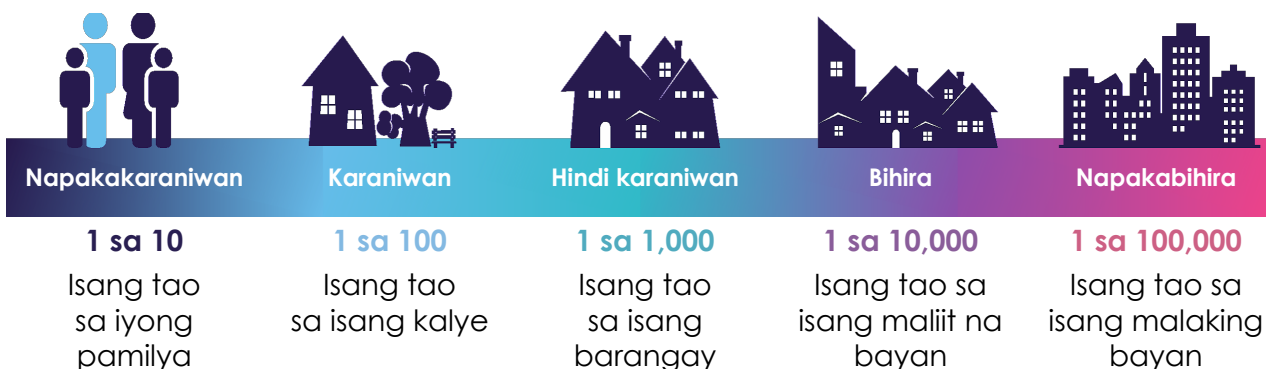 Napakakaraniwan
Karaniwan
Hindi karaniwan
Bihira
Napakabihira
1 sa 10
1 sa 100
1 sa 1,000
1 sa 10,000
1 sa 100,000
Isang tao
sa iyong
pamilya
Isang tao
sa isang kalye
Isang tao
sa isang
barangay
Isang tao sa
isang maliit na
bayan
Isang tao sa
isang malaking
bayan